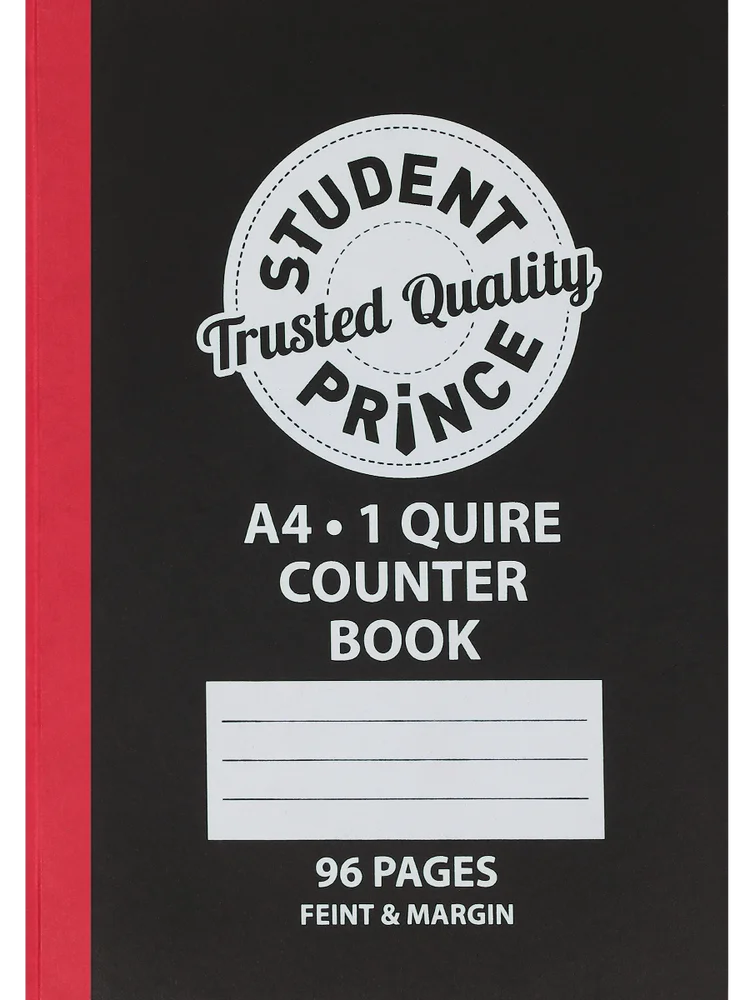 STUDENT
Trusted Quality
PRiNCE
A4 • 1 QUIRE
COUNTER
BOOK
96 PAGES
FEINT & MARGIN